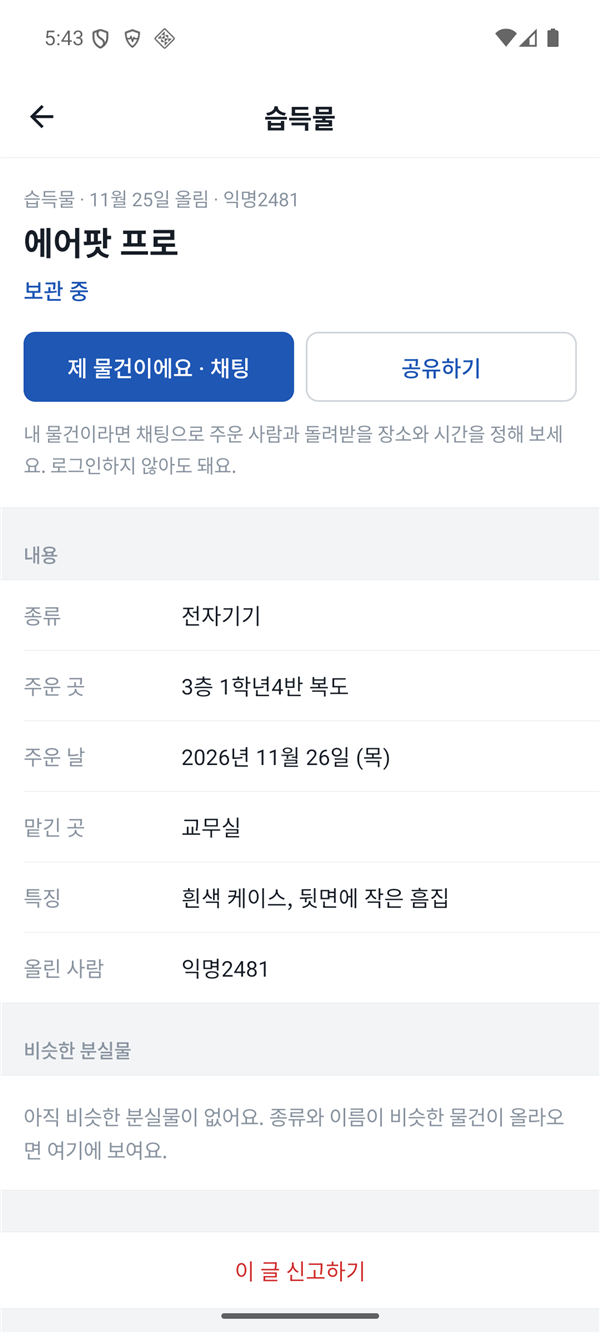 5:43
습득물
습득물 · 11월 25일 올림 · 익명2481
에어팟 프로
보관 중
제 물건이에요 · 채팅
공유하기
내 물건이라면 채팅으로 주운 사람과 돌려받을 장소와 시간을 정해 보세
요. 로그인하지 않아도 돼요.
내용
종류 전자기기
주운 곳 3층 1학년4반 복도
주운 날 2026년 11월 26일 (목)
맡긴 곳 교무실
특징 흰색 케이스, 뒷면에 작은 흠집
올린 사람 익명2481
비슷한 분실물
아직 비슷한 분실물이 없어요. 종류와 이름이 비슷한 물건이 올라오
면 여기에 보여요.
이 글 신고하기